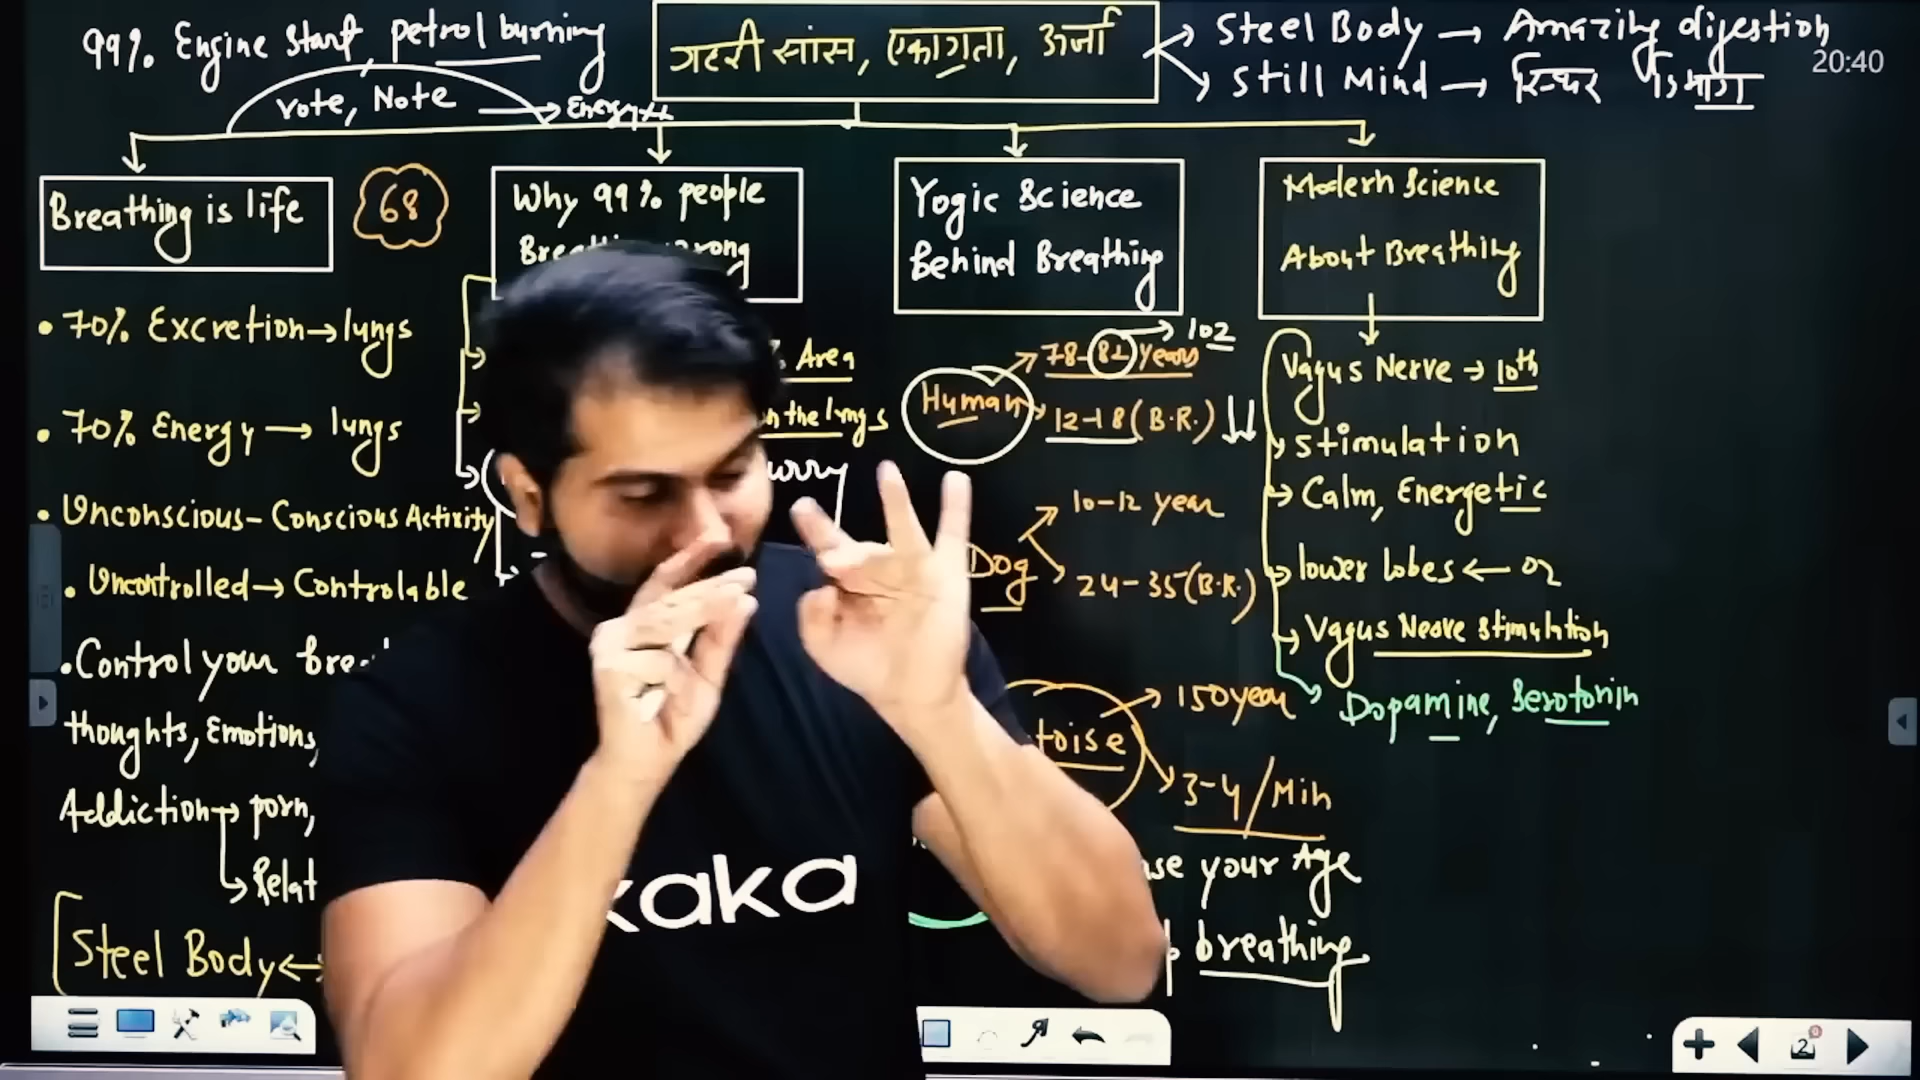 99% Engine start, petrol burning
vote, Note → Energy++
गहरी सांस, एकाग्रता, उर्जा
→ Steel Body → Amazing digestion
→ Still Mind → स्थिर दिमाग
20:40
Breathing is life
68
• 70% Excretion → lungs
• 70% Energy → lungs
• Unconscious - Conscious Activity
• Uncontrolled → Controlable
• Control your
thoughts, Emotions,
Addiction → porn,
Steel Body ←
Why 99% people
Area
the lungs
Yogic Science
Behind Breathing
102
78-82 years
Human
12-18 (B.R.)
10-12 year
Dog
24-35 (B.R.)
150 year
3-4/Min
your Age
breathing
Modern Science
About Breathing
Vagus Nerve → 10th
→ Stimulation
→ Calm, Energetic
→ lower lobes ← O2
→ Vagus Nerve Stimulation
→ Dopamine, Serotonin
kaka
2